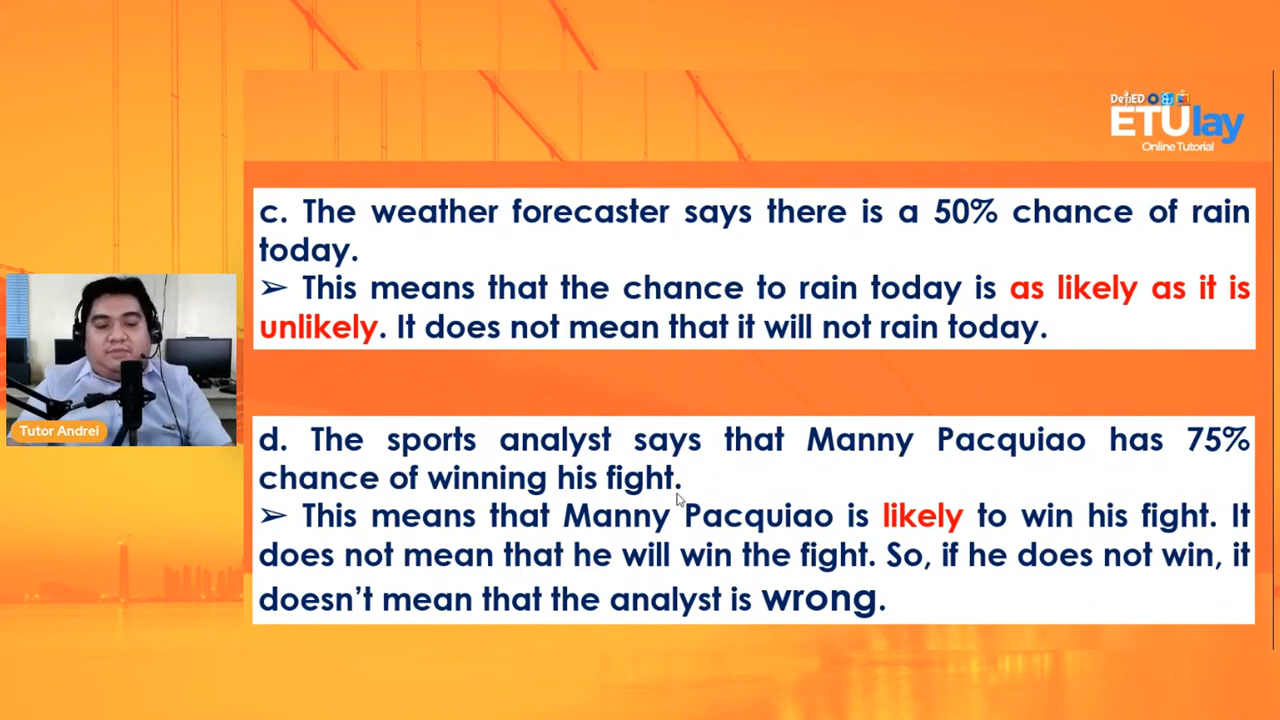 DepED
ETUlay
Online Tutorial
c. The weather forecaster says there is a 50% chance of rain
today.
➢ This means that the chance to rain today is as likely as it is
unlikely. It does not mean that it will not rain today.
Tutor Andrei
d. The sports analyst says that Manny Pacquiao has 75%
chance of winning his fight.
➢ This means that Manny Pacquiao is likely to win his fight. It
does not mean that he will win the fight. So, if he does not win, it
doesn't mean that the analyst is wrong.